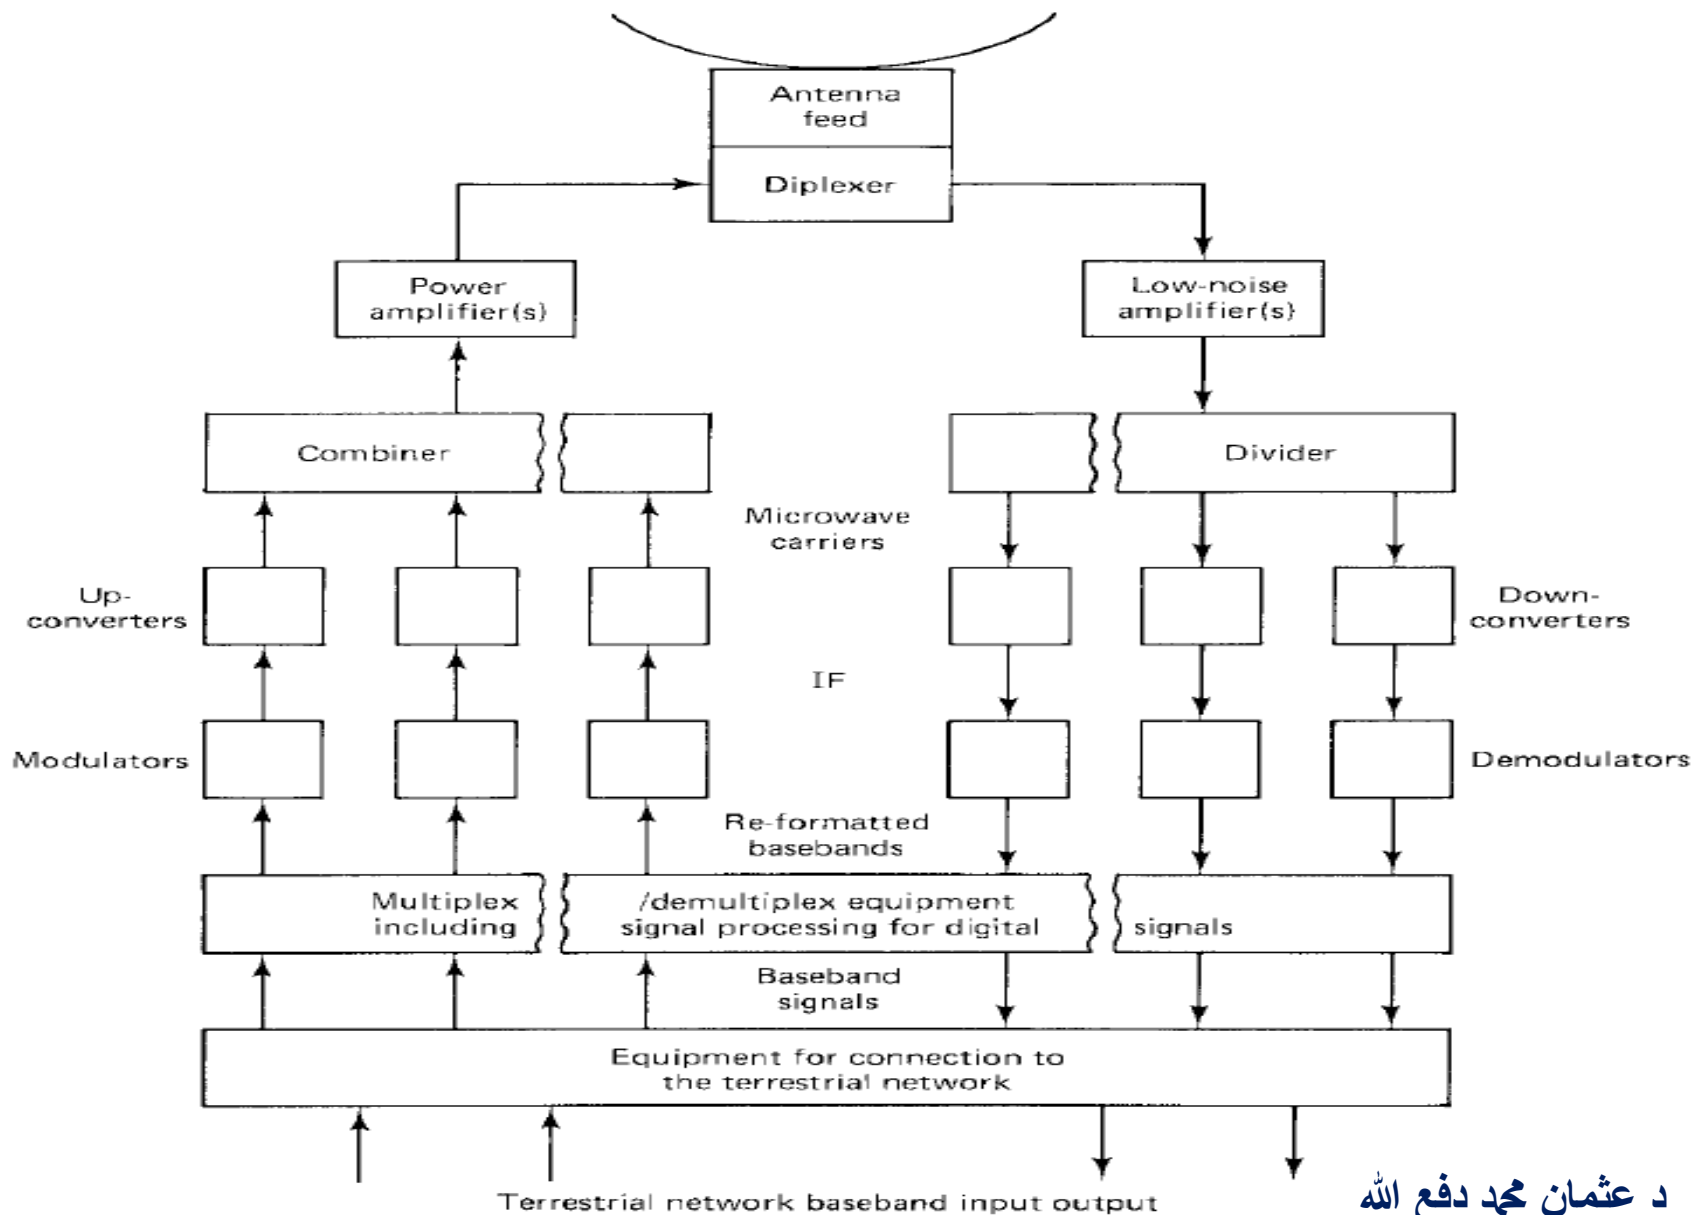 Antenna
feed
Diplexer
Power
amplifier(s)
Low-noise
amplifier(s)
Combiner
Divider
Microwave
carriers
Up-
converters
Down-
converters
IF
Modulators
Demodulators
Re-formatted
basebands
Multiplex /demultiplex equipment
including signal processing for digital signals
Baseband
signals
Equipment for connection to
the terrestrial network
Terrestrial network baseband input output
د عثمان محمد دفع الله